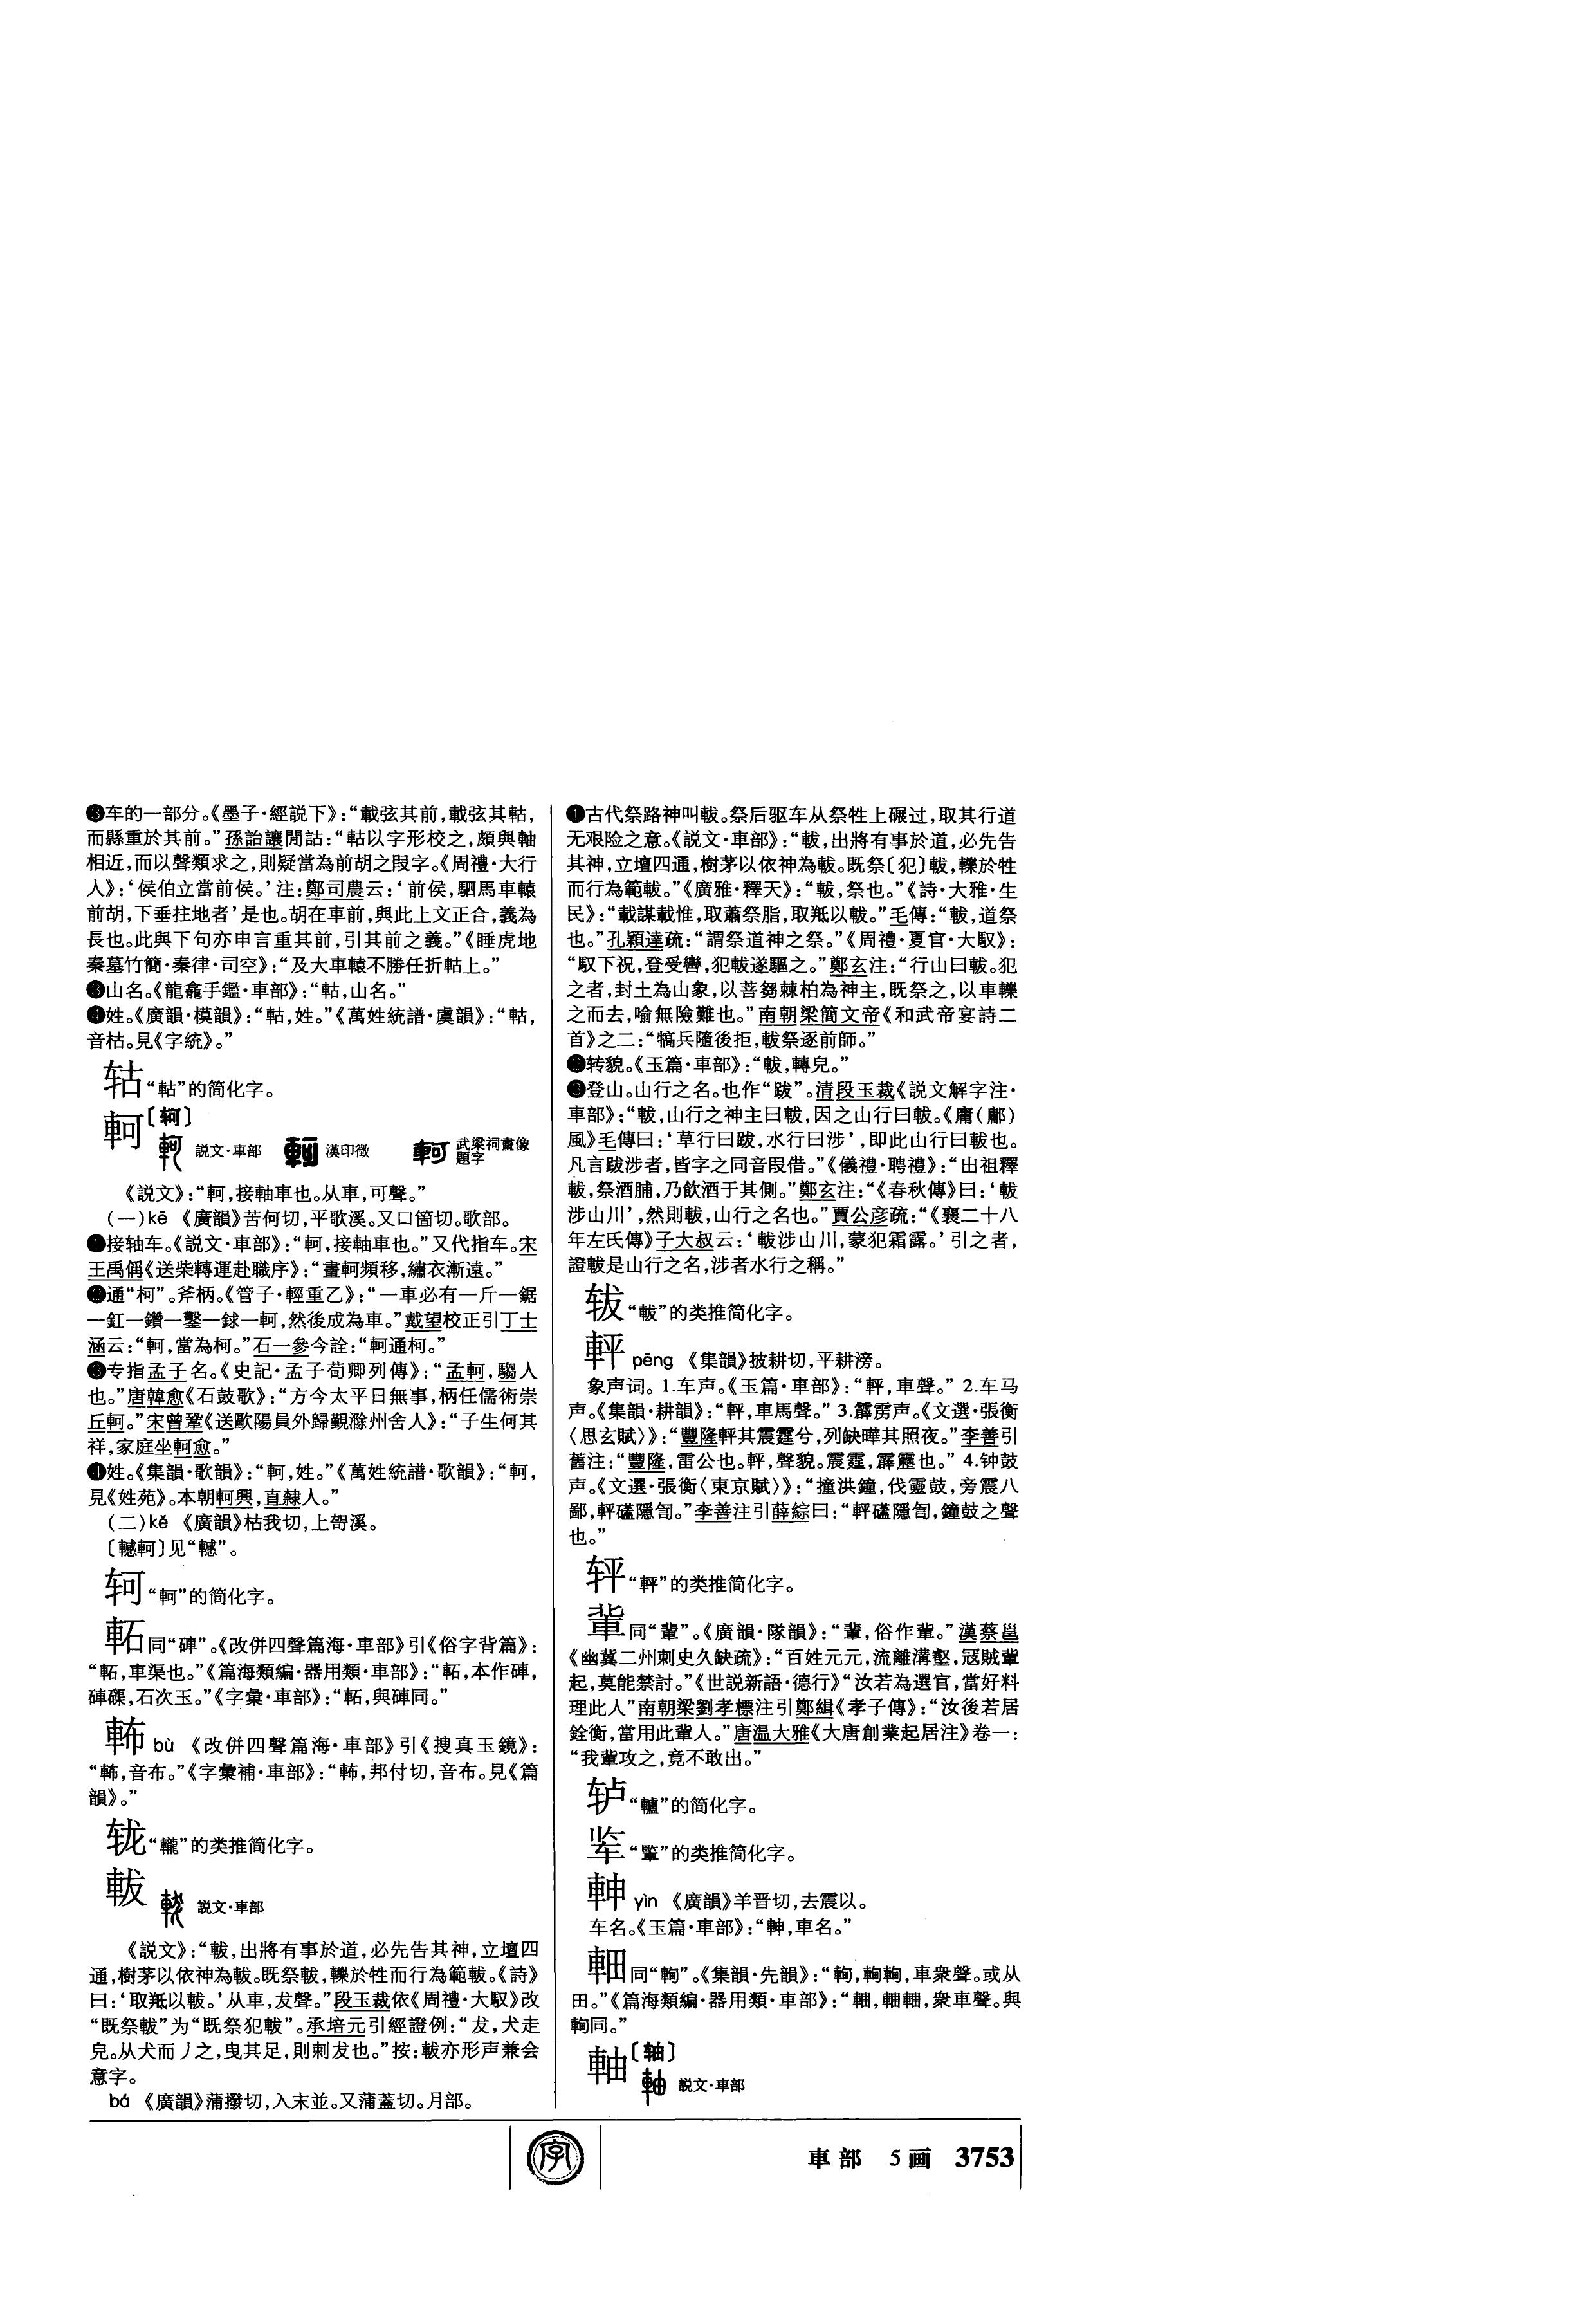 ❸车的一部分。《墨子·經説下》：“載弦其前，載弦其軲，
而縣重於其前。”孫詒讓閒詁：“軲以字形校之，頗與軸
相近，而以聲類求之，則疑當為前胡之叚字。《周禮·大行
人》：‘侯伯立當前侯。’注：鄭司農云：‘前侯，駟馬車轅
前胡，下垂拄地者’是也。胡在車前，與此上文正合，義為
長也。此與下句亦申言重其前，引其前之義。”《睡虎地
秦墓竹簡·秦律·司空》：“及大車轅不勝任折軲上。”
❸山名。《龍龕手鑑·車部》：“軲，山名。”
❹姓。《廣韻·模韻》：“軲，姓。”《萬姓統譜·虞韻》：“軲，
音枯。見《字統》。”
轱“軲”的简化字。
軻〔轲〕
説文·車部 漢印徵 武梁祠畫像題字
《説文》：“軻，接軸車也。从車，可聲。”
(一)kē 《廣韻》苦何切，平歌溪。又口箇切。歌部。
❶接轴车。《説文·車部》：“軻，接軸車也。”又代指车。宋
王禹偁《送柴轉運赴職序》：“畫軻頻移，繡衣漸遠。”
❷通“柯”。斧柄。《管子·輕重乙》：“一車必有一斤一鋸
一釭一鑽一鑿一銶一軻，然後成為車。”戴望校正引丁士
涵云：“軻，當為柯。”石一參今詮：“軻通柯。”
❸专指孟子名。《史記·孟子荀卿列傳》：“孟軻，騶人
也。”唐韓愈《石鼓歌》：“方今太平日無事，柄任儒術崇
丘軻。”宋曾鞏《送歐陽員外歸覲滁州舍人》：“子生何其
祥，家庭坐軻愈。”
❹姓。《集韻·歌韻》：“軻，姓。”《萬姓統譜·歌韻》：“軻，
見《姓苑》。本朝軻興，直隸人。”
(二)kě 《廣韻》枯我切，上哿溪。
〔轗軻〕见“轗”。
轲“軻”的简化字。
䡃同“硨”。《改併四聲篇海·車部》引《俗字背篇》：
“䡃，車渠也。”《篇海類編·器用類·車部》：“䡃，本作硨，
硨磲，石次玉。”《字彙·車部》：“䡃，與硨同。”
𨋢 bù 《改併四聲篇海·車部》引《搜真玉鏡》：
，音布。”《字彙補·車部》：，邦付切，音布。見《篇
韻》。”
“轣”的类推简化字。
軷
説文·車部
《説文》：“軷，出將有事於道，必先告其神，立壇四
通，樹茅以依神為軷。既祭軷，轢於牲而行為範軷。《詩》
曰：‘取羝以軷。’从車，犮聲。”段玉裁依《周禮·大馭》改
“既祭軷”为“既祭犯軷”。承培元引經證例：“犮，犬走
皃。从犬而丿之，曳其足，則刺犮也。”按：軷亦形声兼会
意字。
bá 《廣韻》蒲撥切，入末並。又蒲蓋切。月部。
❶古代祭路神叫軷。祭后驱车从祭牲上碾过，取其行道
无艰险之意。《説文·車部》：“軷，出將有事於道，必先告
其神，立壇四通，樹茅以依神為軷。既祭〔犯〕軷，轢於牲
而行為範軷。”《廣雅·釋天》：“軷，祭也。”《詩·大雅·生
民》：“載謀載惟，取蕭祭脂，取羝以軷。”毛傳：“軷，道祭
也。”孔穎達疏：“謂祭道神之祭。”《周禮·夏官·大馭》：
“馭下祝，登受轡，犯軷遂驅之。”鄭玄注：“行山曰軷。犯
之者，封土為山象，以菩芻棘柏為神主，既祭之，以車轢
之而去，喻無險難也。”南朝梁簡文帝《和武帝宴詩二
首》之二：“犒兵隨後拒，軷祭逐前師。”
❷转貌。《玉篇·車部》：“軷，轉皃。”
❸登山。山行之名。也作“跋”。清段玉裁《説文解字注·
車部》：“軷，山行之神主曰軷，因之山行曰軷。《庸（鄘）
風》毛傳曰：‘草行曰跋，水行曰涉’，即此山行曰軷也。
凡言跋涉者，皆字之同音叚借。”《儀禮·聘禮》：“出祖釋
軷，祭酒脯，乃飲酒于其側。”鄭玄注：“《春秋傳》曰：‘軷
涉山川’，然則軷，山行之名也。”賈公彦疏：“《襄二十八
年左氏傳》子大叔云：‘軷涉山川，蒙犯霜露。’引之者，
證軷是山行之名，涉者水行之稱。”
“軷”的类推简化字。
軯 pēng 《集韻》披耕切，平耕滂。
象声词。1.车声。《玉篇·車部》：“軯，車聲。” 2.车马
声。《集韻·耕韻》：“軯，車馬聲。” 3.霹雳声。《文選·張衡
〈思玄賦〉》：“豐隆軯其震霆兮，列缺曄其照夜。”李善引
舊注：“豐隆，雷公也。軯，聲貌。震霆，霹靂也。” 4.钟鼓
声。《文選·張衡〈東京賦〉》：“撞洪鐘，伐靈鼓，旁震八
鄙，軯磕隱訇。”李善注引薛綜曰：“軯磕隱訇，鐘鼓之聲
也。”
“軯”的类推简化字。
軰同“輩”。《廣韻·隊韻》：“輩，俗作軰。”漢蔡邕
《幽冀二州刺史久缺疏》：“百姓元元，流離溝壑，寇賊軰
起，莫能禁討。”《世説新語·德行》“汝若為選官，當好料
理此人”南朝梁劉孝標注引鄭緝《孝子傳》：“汝後若居
銓衡，當用此軰人。”唐温大雅《大唐創業起居注》卷一：
“我軰攻之，竟不敢出。”
轳“轤”的简化字。
的类推简化字。
𨊶 yìn 《廣韻》羊晋切，去震以。
车名。《玉篇·車部》：，車名。”
畇同“輷”。《集韻·先韻》：，車衆聲。或从
田。”《篇海類編·器用類·車部》：，衆車聲。與
同。”
軸〔轴〕
説文·車部
車部 5画 3753